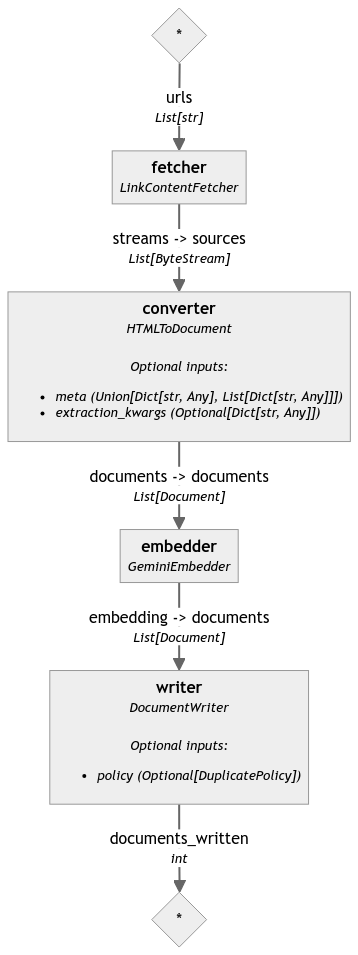 *
urls
List[str]
fetcher
LinkContentFetcher
streams -> sources
List[ByteStream]
converter
HTMLToDocument
Optional inputs:
• meta (Union[Dict[str, Any], List[Dict[str, Any]]])
• extraction_kwargs (Optional[Dict[str, Any]])
documents -> documents
List[Document]
embedder
GeminiEmbedder
embedding -> documents
List[Document]
writer
DocumentWriter
Optional inputs:
• policy (Optional[DuplicatePolicy])
documents_written
int
*